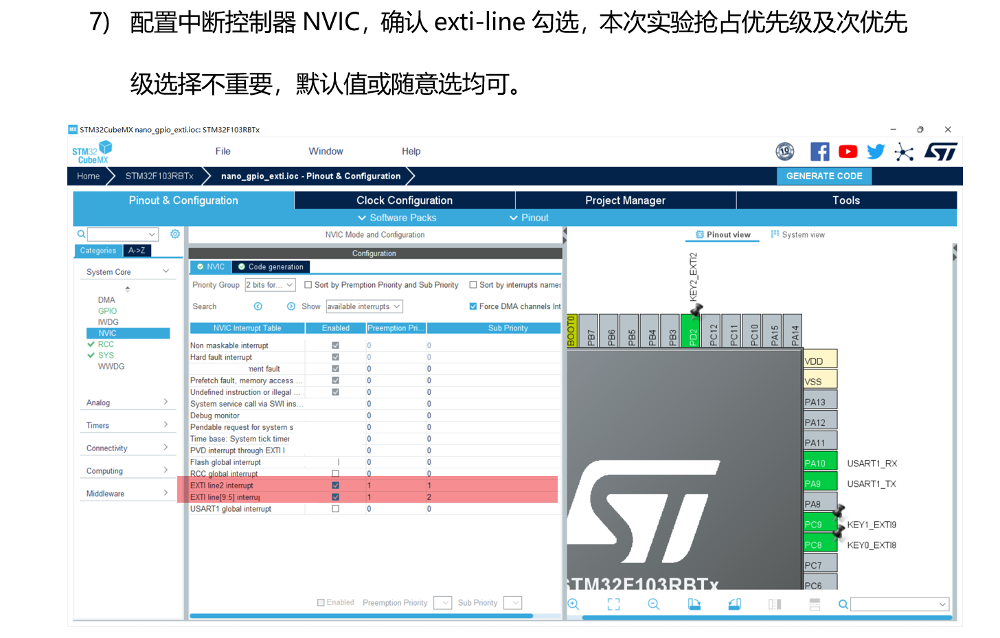 7) 配置中断控制器 NVIC，确认 exti-line 勾选，本次实验抢占优先级及次优先
级选择不重要，默认值或随意选均可。
MX STM32CubeMX nano_gpio_exti.ioc: STM32F103RBTx
STM32 CubeMX
File Window Help
10
Home STM32F103RBTx nano_gpio_exti.ioc - Pinout & Configuration GENERATE CODE
Pinout & Configuration Clock Configuration Project Manager Tools
Software Packs Pinout
Categories A->Z
System Core
DMA
GPIO
IWDG
NVIC
RCC
SYS
WWDG
Analog
Timers
Connectivity
Computing
Middleware
NVIC Mode and Configuration
Configuration
NVIC Code generation
Priority Group 2 bits for... Sort by Premption Priority and Sub Priority Sort by interrupts names
Search Show available interrupts Force DMA channels Int
NVIC Interrupt Table Enabled Preemption Pri... Sub Priority
Non maskable interrupt 0 0
Hard fault interrupt 0 0
ment fault 0 0
Prefetch fault, memory access ... 0 0
Undefined instruction or illegal ... 0 0
System service call via SWI ins... 0 0
Debug monitor 0 0
Pendable request for system s 0 0
Time base: System tick timer 0 0
PVD interrupt through EXTI l 0 0
Flash global interrupt 0 0
RCC global interrupt 0 0
EXTI line2 interrupt 1 1
EXTI line[9:5] interrup 1 2
USART1 global interrupt 0 0
Enabled Preemption Priority Sub Priority
Pinout view System view
KEY2_EXTI2
BOOT0 PB7 PB6 PB5 PB4 PB3 PD2 PC12 PC11 PC10 PA15 PA14
VDD
VSS
PA13
PA12
PA11
PA10 USART1_RX
PA9 USART1_TX
PA8
PC9 KEY1_EXTI9
PC8 KEY0_EXTI8
PC7
PC6
STM32F103RBTx